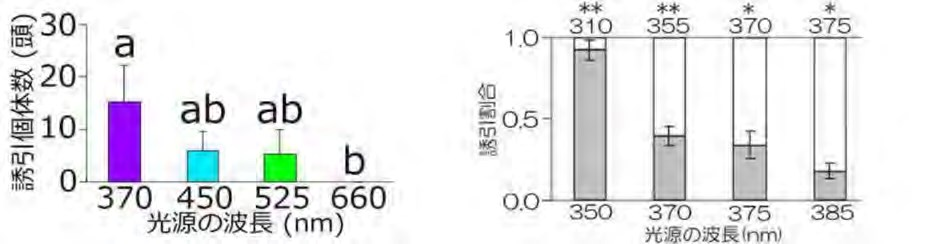 誘引個体数 (頭)
30
20
10
0
a
ab
ab
b
370 450 525 660
光源の波長 (nm)
** ** * *
310 355 370 375
誘引割合
1.0
0.5
0.0
350 370 375 385
光源の波長(nm)